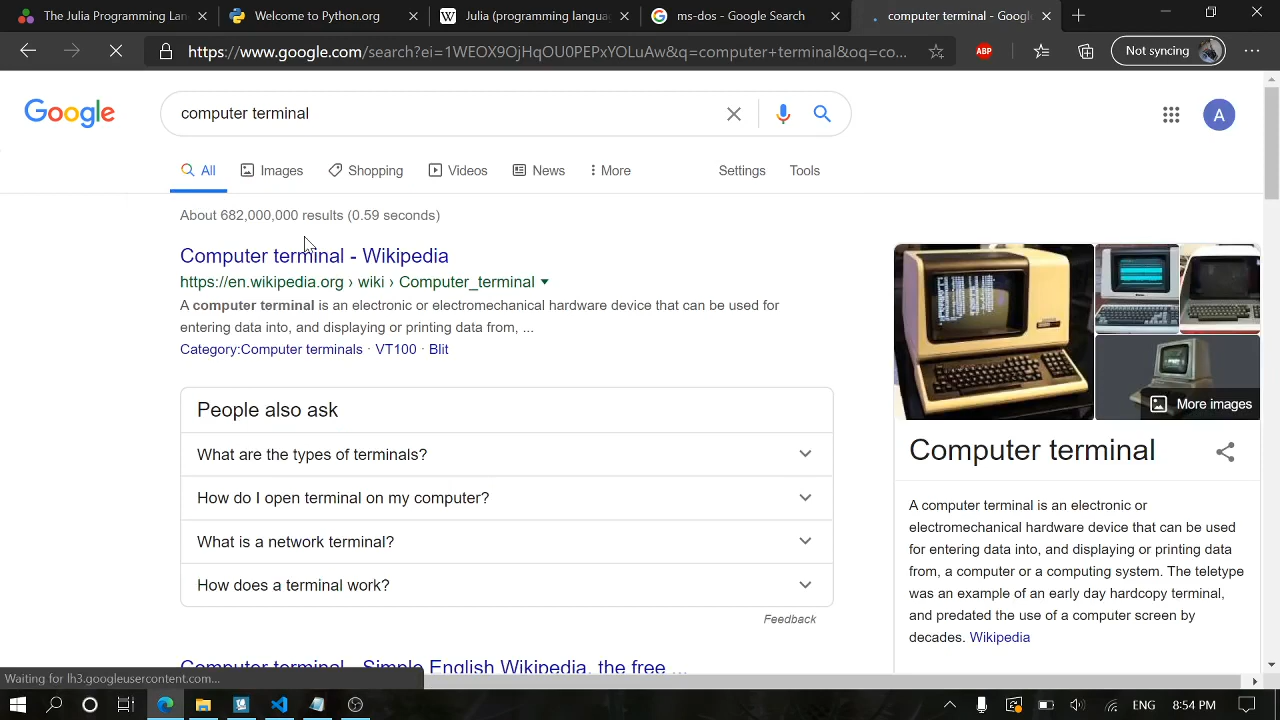 The Julia Programming Lan
Welcome to Python.org
Julia (programming langua
ms-dos - Google Search
computer terminal - Google
https://www.google.com/search?ei=1WEOX9OjHqOU0PEPxYOLuAw&q=computer+terminal&oq=co...
ABP
Not syncing
Google
computer terminal
A
All
Images
Shopping
Videos
News
More
Settings
Tools
About 682,000,000 results (0.59 seconds)
Computer terminal - Wikipedia
https://en.wikipedia.org › wiki › Computer_terminal
A computer terminal is an electronic or electromechanical hardware device that can be used for
entering data into, and displaying or printing data from, ...
Category:Computer terminals · VT100 · Blit
People also ask
What are the types of terminals?
How do I open terminal on my computer?
What is a network terminal?
How does a terminal work?
Feedback
Computer terminal - Simple English Wikipedia, the free ...
More images
Computer terminal
A computer terminal is an electronic or
electromechanical hardware device that can be used
for entering data into, and displaying or printing data
from, a computer or a computing system. The teletype
was an example of an early day hardcopy terminal,
and predated the use of a computer screen by
decades. Wikipedia
Waiting for lh3.googleusercontent.com...
ENG
8:54 PM